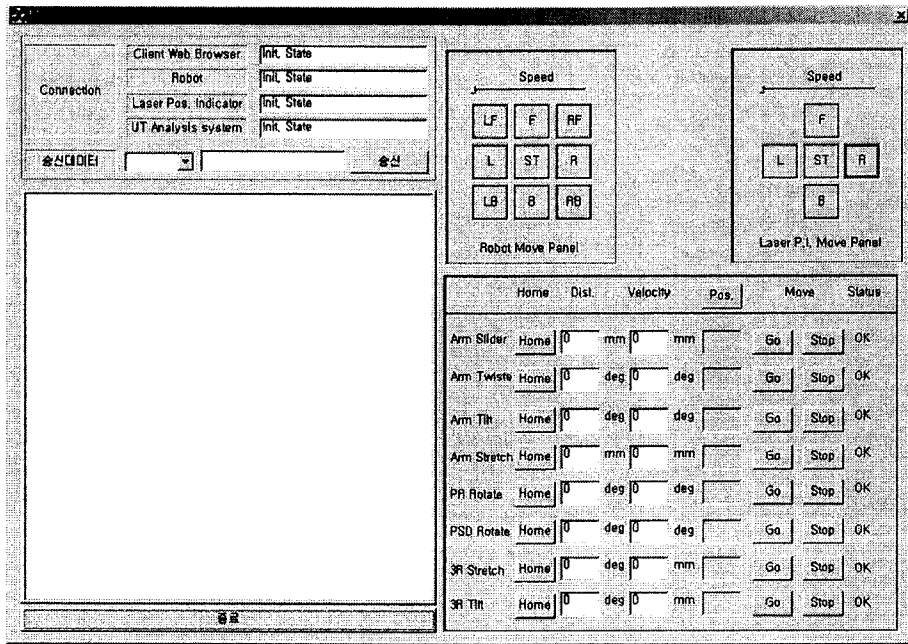 Client Web Browser Init, State
Connection
Robot Init, State
Laser Pos. Indicator Init, State
UT Analysis system Init, State
송신데이터 송신
종료
Speed
LF F RF
L ST R
LB B RB
Robot Move Panel
Speed
F
L ST R
B
Laser P.I. Move Panel
Home Dist. Velocity Pos. Move Status
Arm Slider Home 0 mm 0 mm Go Stop OK
Arm Twiste Home 0 deg 0 deg Go Stop OK
Arm Tilt Home 0 deg 0 deg Go Stop OK
Arm Stretch Home 0 mm 0 mm Go Stop OK
PA Rotate Home 0 deg 0 deg Go Stop OK
PSD Rotate Home 0 deg 0 deg Go Stop OK
3R Stretch Home 0 deg 0 mm Go Stop OK
3R Tilt Home 0 deg 0 mm Go Stop OK